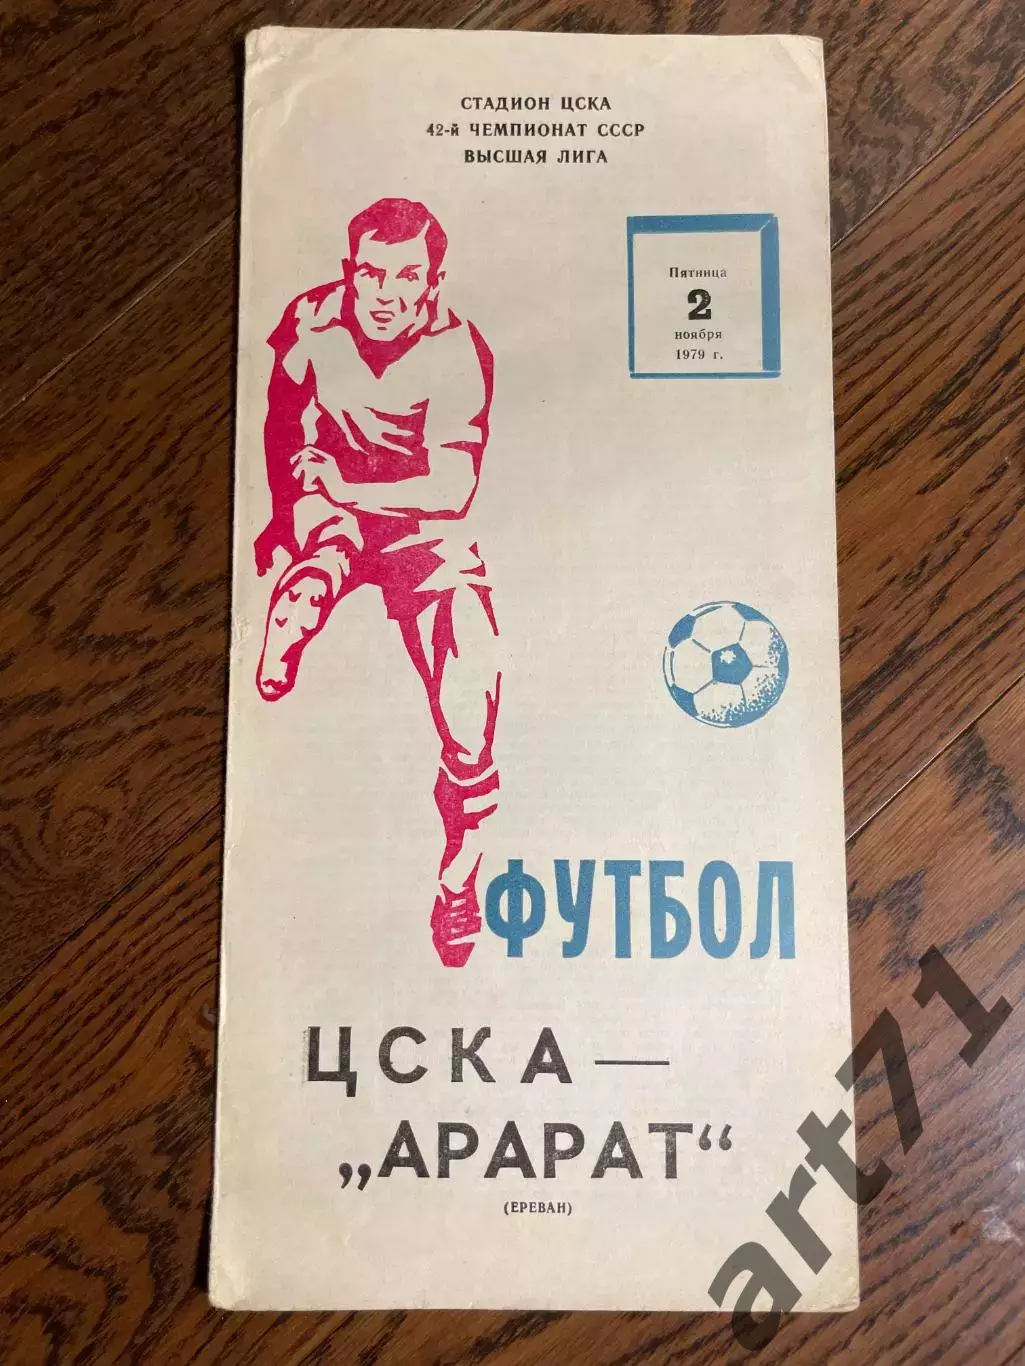 СТАДИОН ЦСКА
42-й ЧЕМПИОНАТ СССР
ВЫСШАЯ ЛИГА
Пятница
2
ноября
1979 г.
ФУТБОЛ
ЦСКА —
„АРАРАТ“
(ЕРЕВАН)
art71